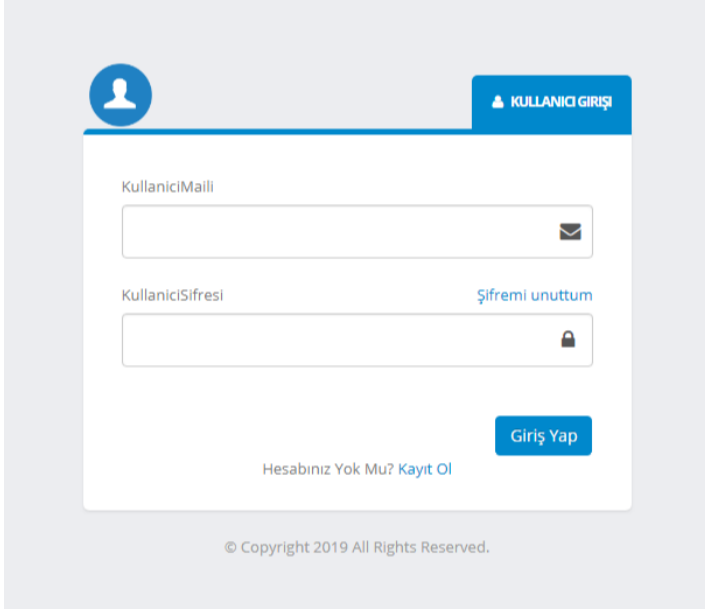 KULLANICI GIRIŞI
KullaniciMaili
KullaniciSifresi
Şifremi unuttum
Giriş Yap
Hesabınız Yok Mu? Kayıt Ol
© Copyright 2019 All Rights Reserved.